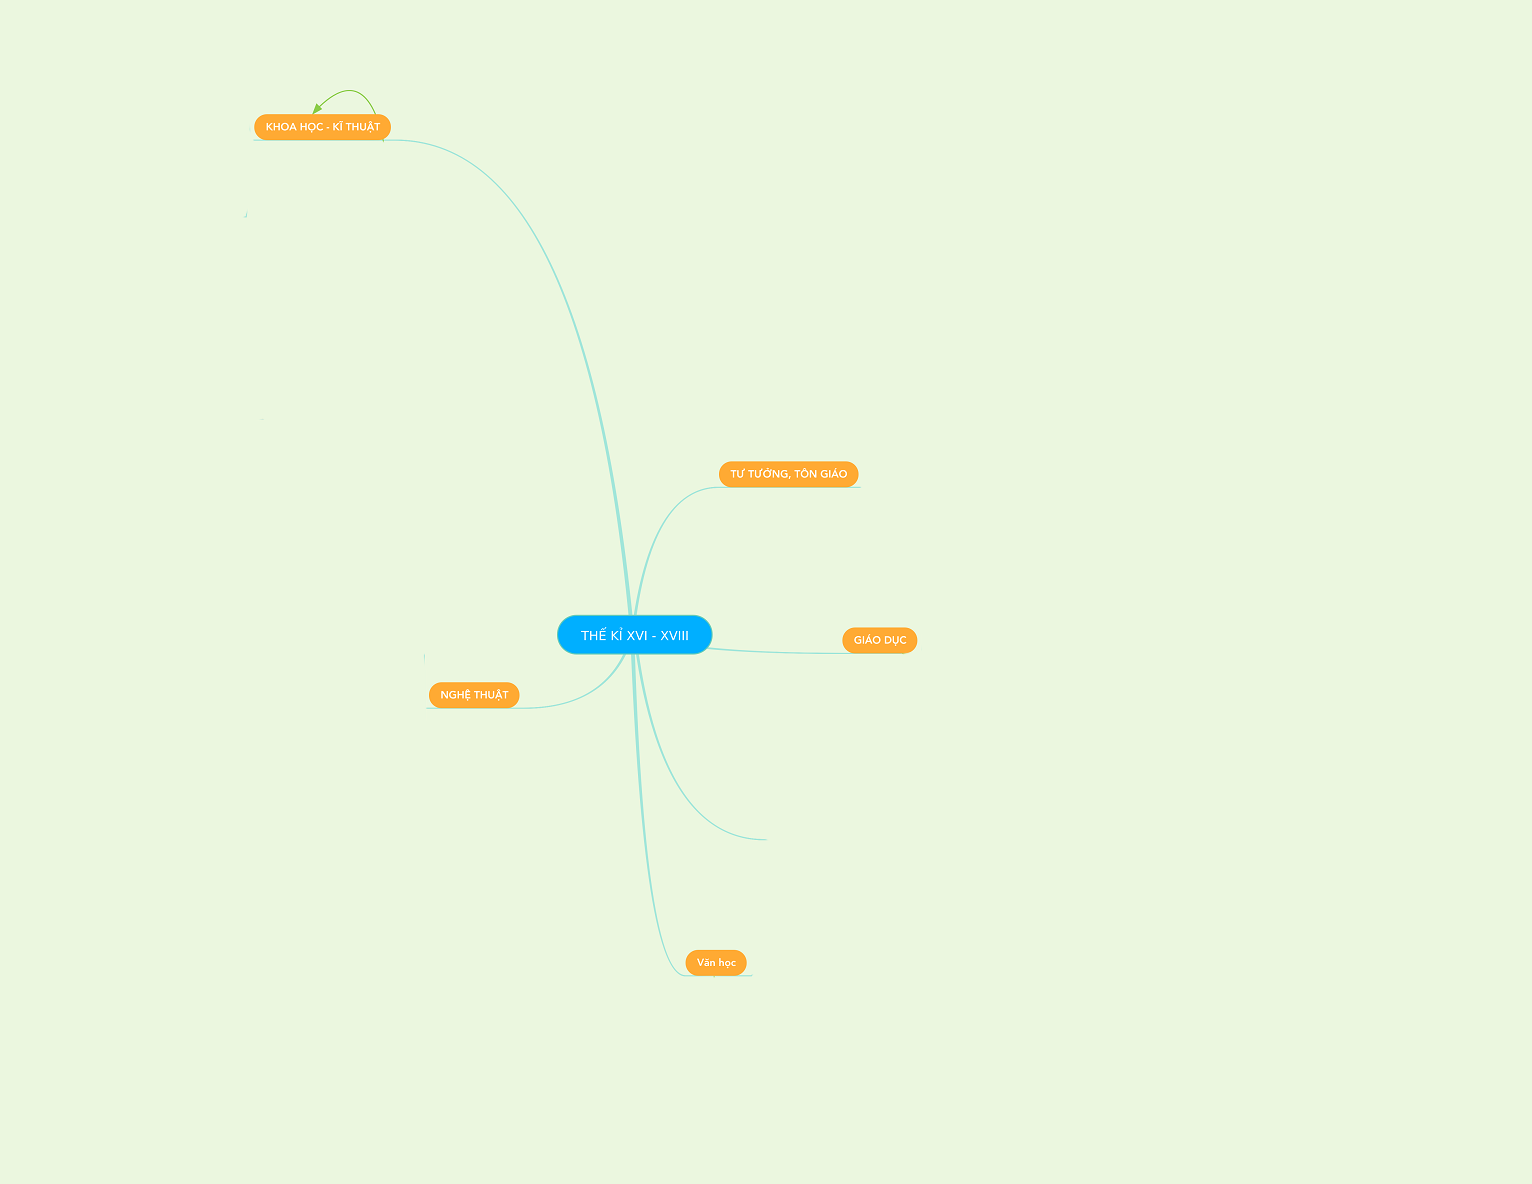 KHOA HỌC - KĨ THUẬT
TƯ TƯỞNG, TÔN GIÁO
THẾ KỈ XVI - XVIII
GIÁO DỤC
NGHỆ THUẬT
Văn học